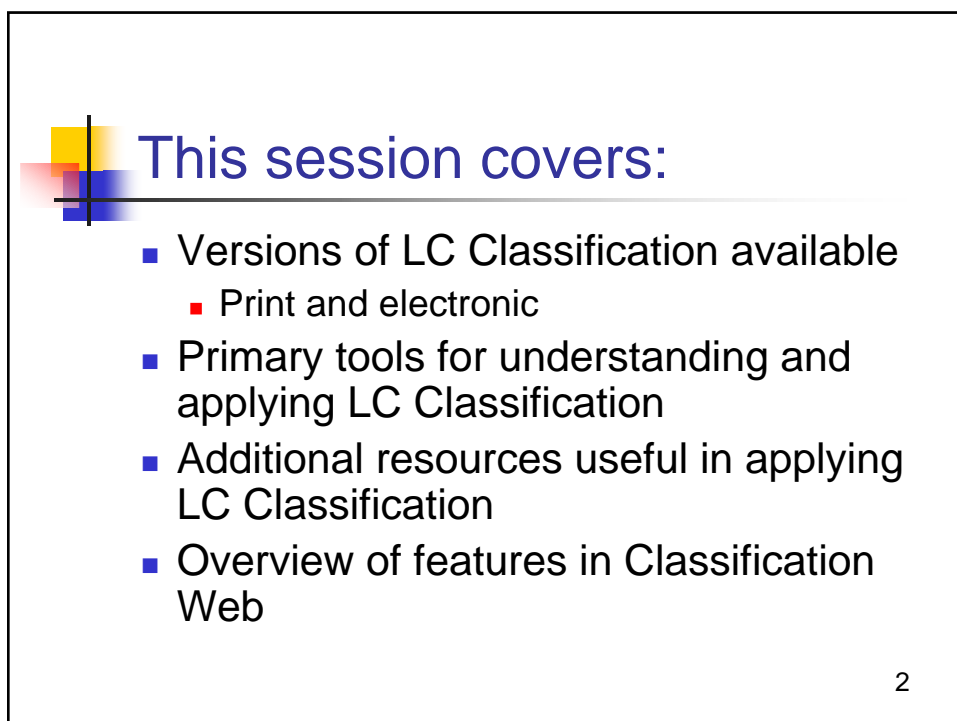 This session covers:
■ Versions of LC Classification available
■ Print and electronic
■ Primary tools for understanding and
applying LC Classification
■ Additional resources useful in applying
LC Classification
■ Overview of features in Classification
Web
2